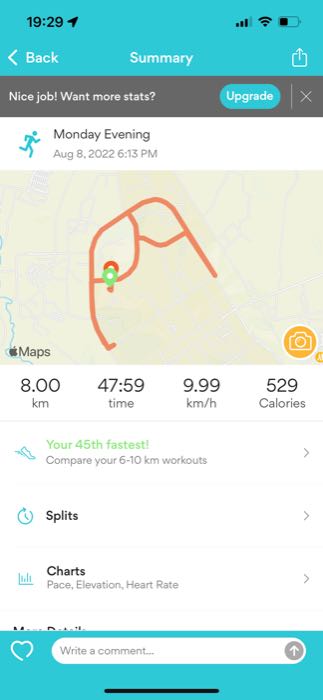 19:29
Back
Summary
Nice job! Want more stats?
Upgrade
Monday Evening
Aug 8, 2022 6:13 PM
Maps
8.00
47:59
9.99
529
km
time
km/h
Calories
Your 45th fastest!
Compare your 6-10 km workouts
Splits
Charts
Pace, Elevation, Heart Rate
More Details
Write a comment...